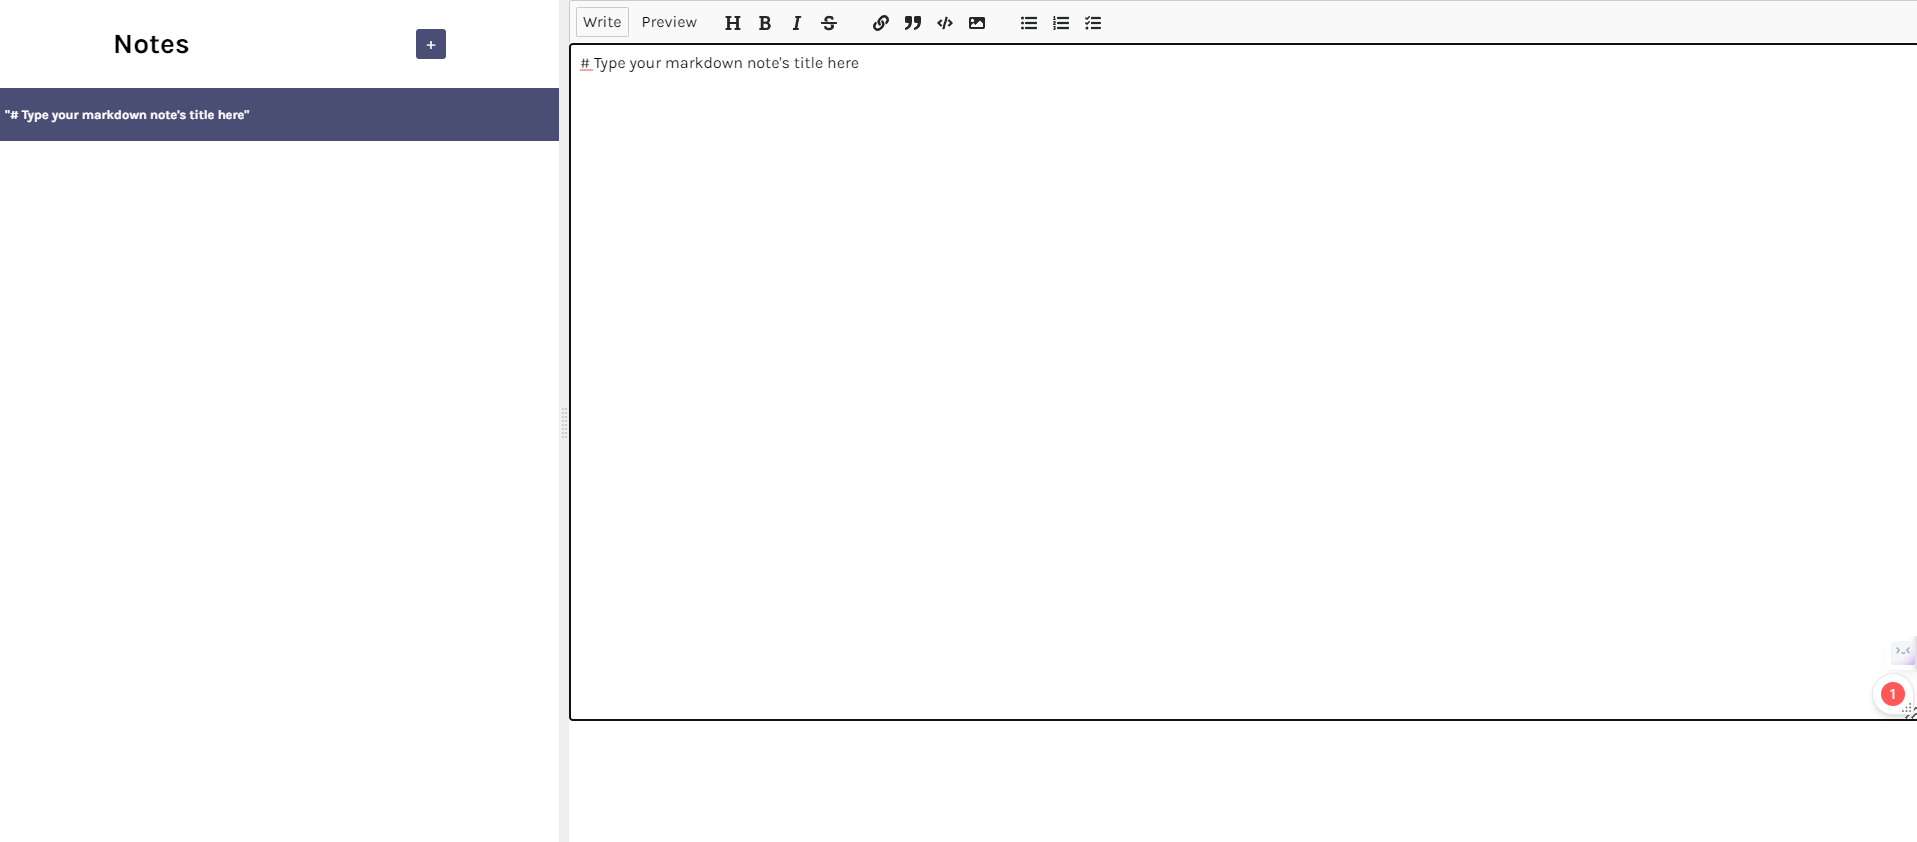 Notes
+
"# Type your markdown note's title here"
Write Preview H B I S
# Type your markdown note's title here
1